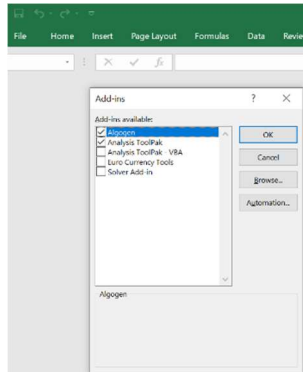 File Home Insert Page Layout Formulas Data Revie
fx
Add-ins ? ×
Add-ins available:
Algogen
Analysis ToolPak
Analysis ToolPak - VBA
Euro Currency Tools
Solver Add-in
OK
Cancel
Browse...
Automation...
Algogen